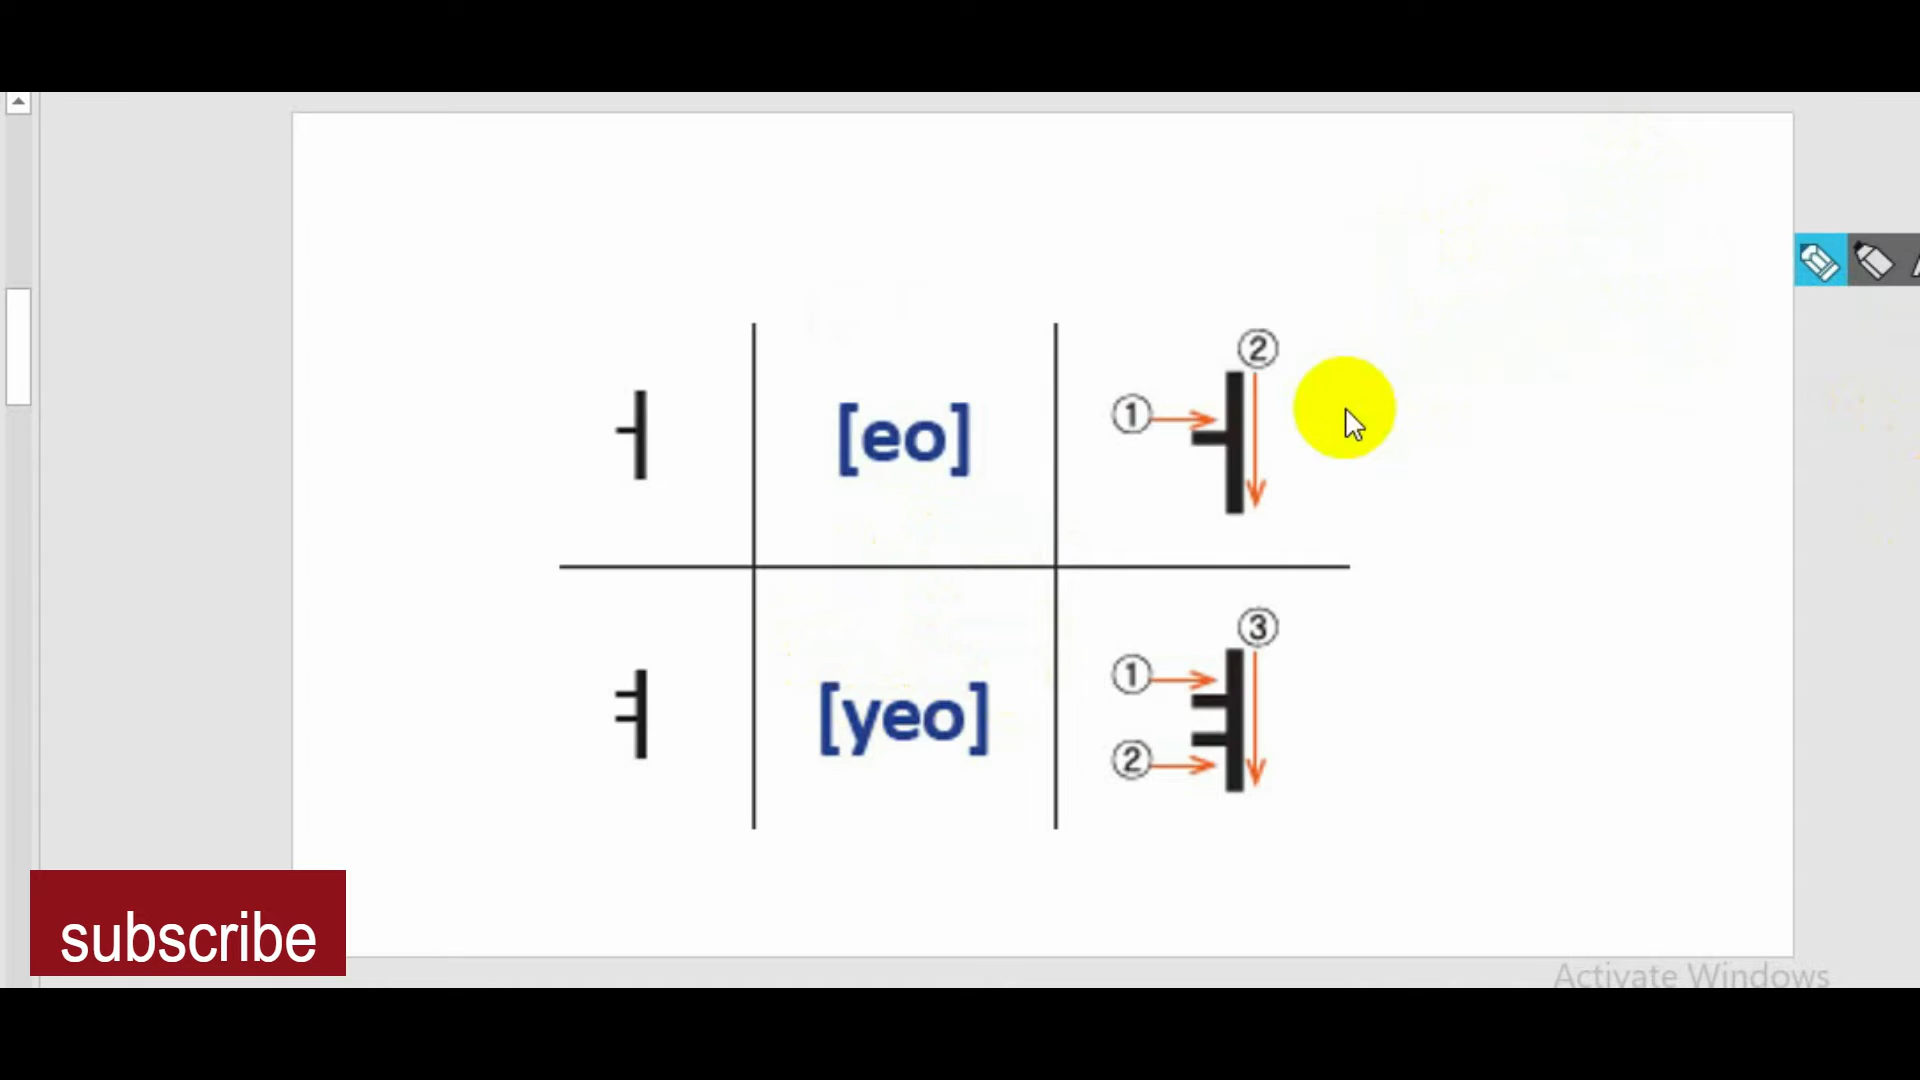 ②
ㅓ [eo] ①
③
ㅕ [yeo] ①
②
subscribe
Activate Windows